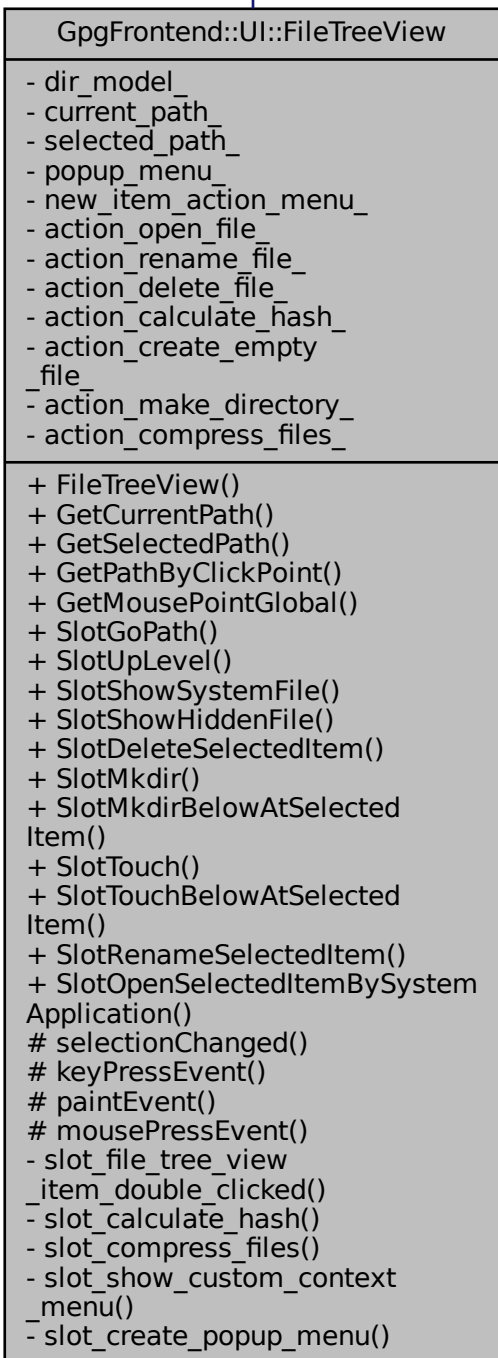 GpgFrontend::UI::FileTreeView
- dir_model_
- current_path_
- selected_path_
- popup_menu_
- new_item_action_menu_
- action_open_file_
- action_rename_file_
- action_delete_file_
- action_calculate_hash_
- action_create_empty
_file_
- action_make_directory_
- action_compress_files_
+ FileTreeView()
+ GetCurrentPath()
+ GetSelectedPath()
+ GetPathByClickPoint()
+ GetMousePointGlobal()
+ SlotGoPath()
+ SlotUpLevel()
+ SlotShowSystemFile()
+ SlotShowHiddenFile()
+ SlotDeleteSelectedItem()
+ SlotMkdir()
+ SlotMkdirBelowAtSelected
Item()
+ SlotTouch()
+ SlotTouchBelowAtSelected
Item()
+ SlotRenameSelectedItem()
+ SlotOpenSelectedItemBySystem
Application()
# selectionChanged()
# keyPressEvent()
# paintEvent()
# mousePressEvent()
- slot_file_tree_view
_item_double_clicked()
- slot_calculate_hash()
- slot_compress_files()
- slot_show_custom_context
_menu()
- slot_create_popup_menu()